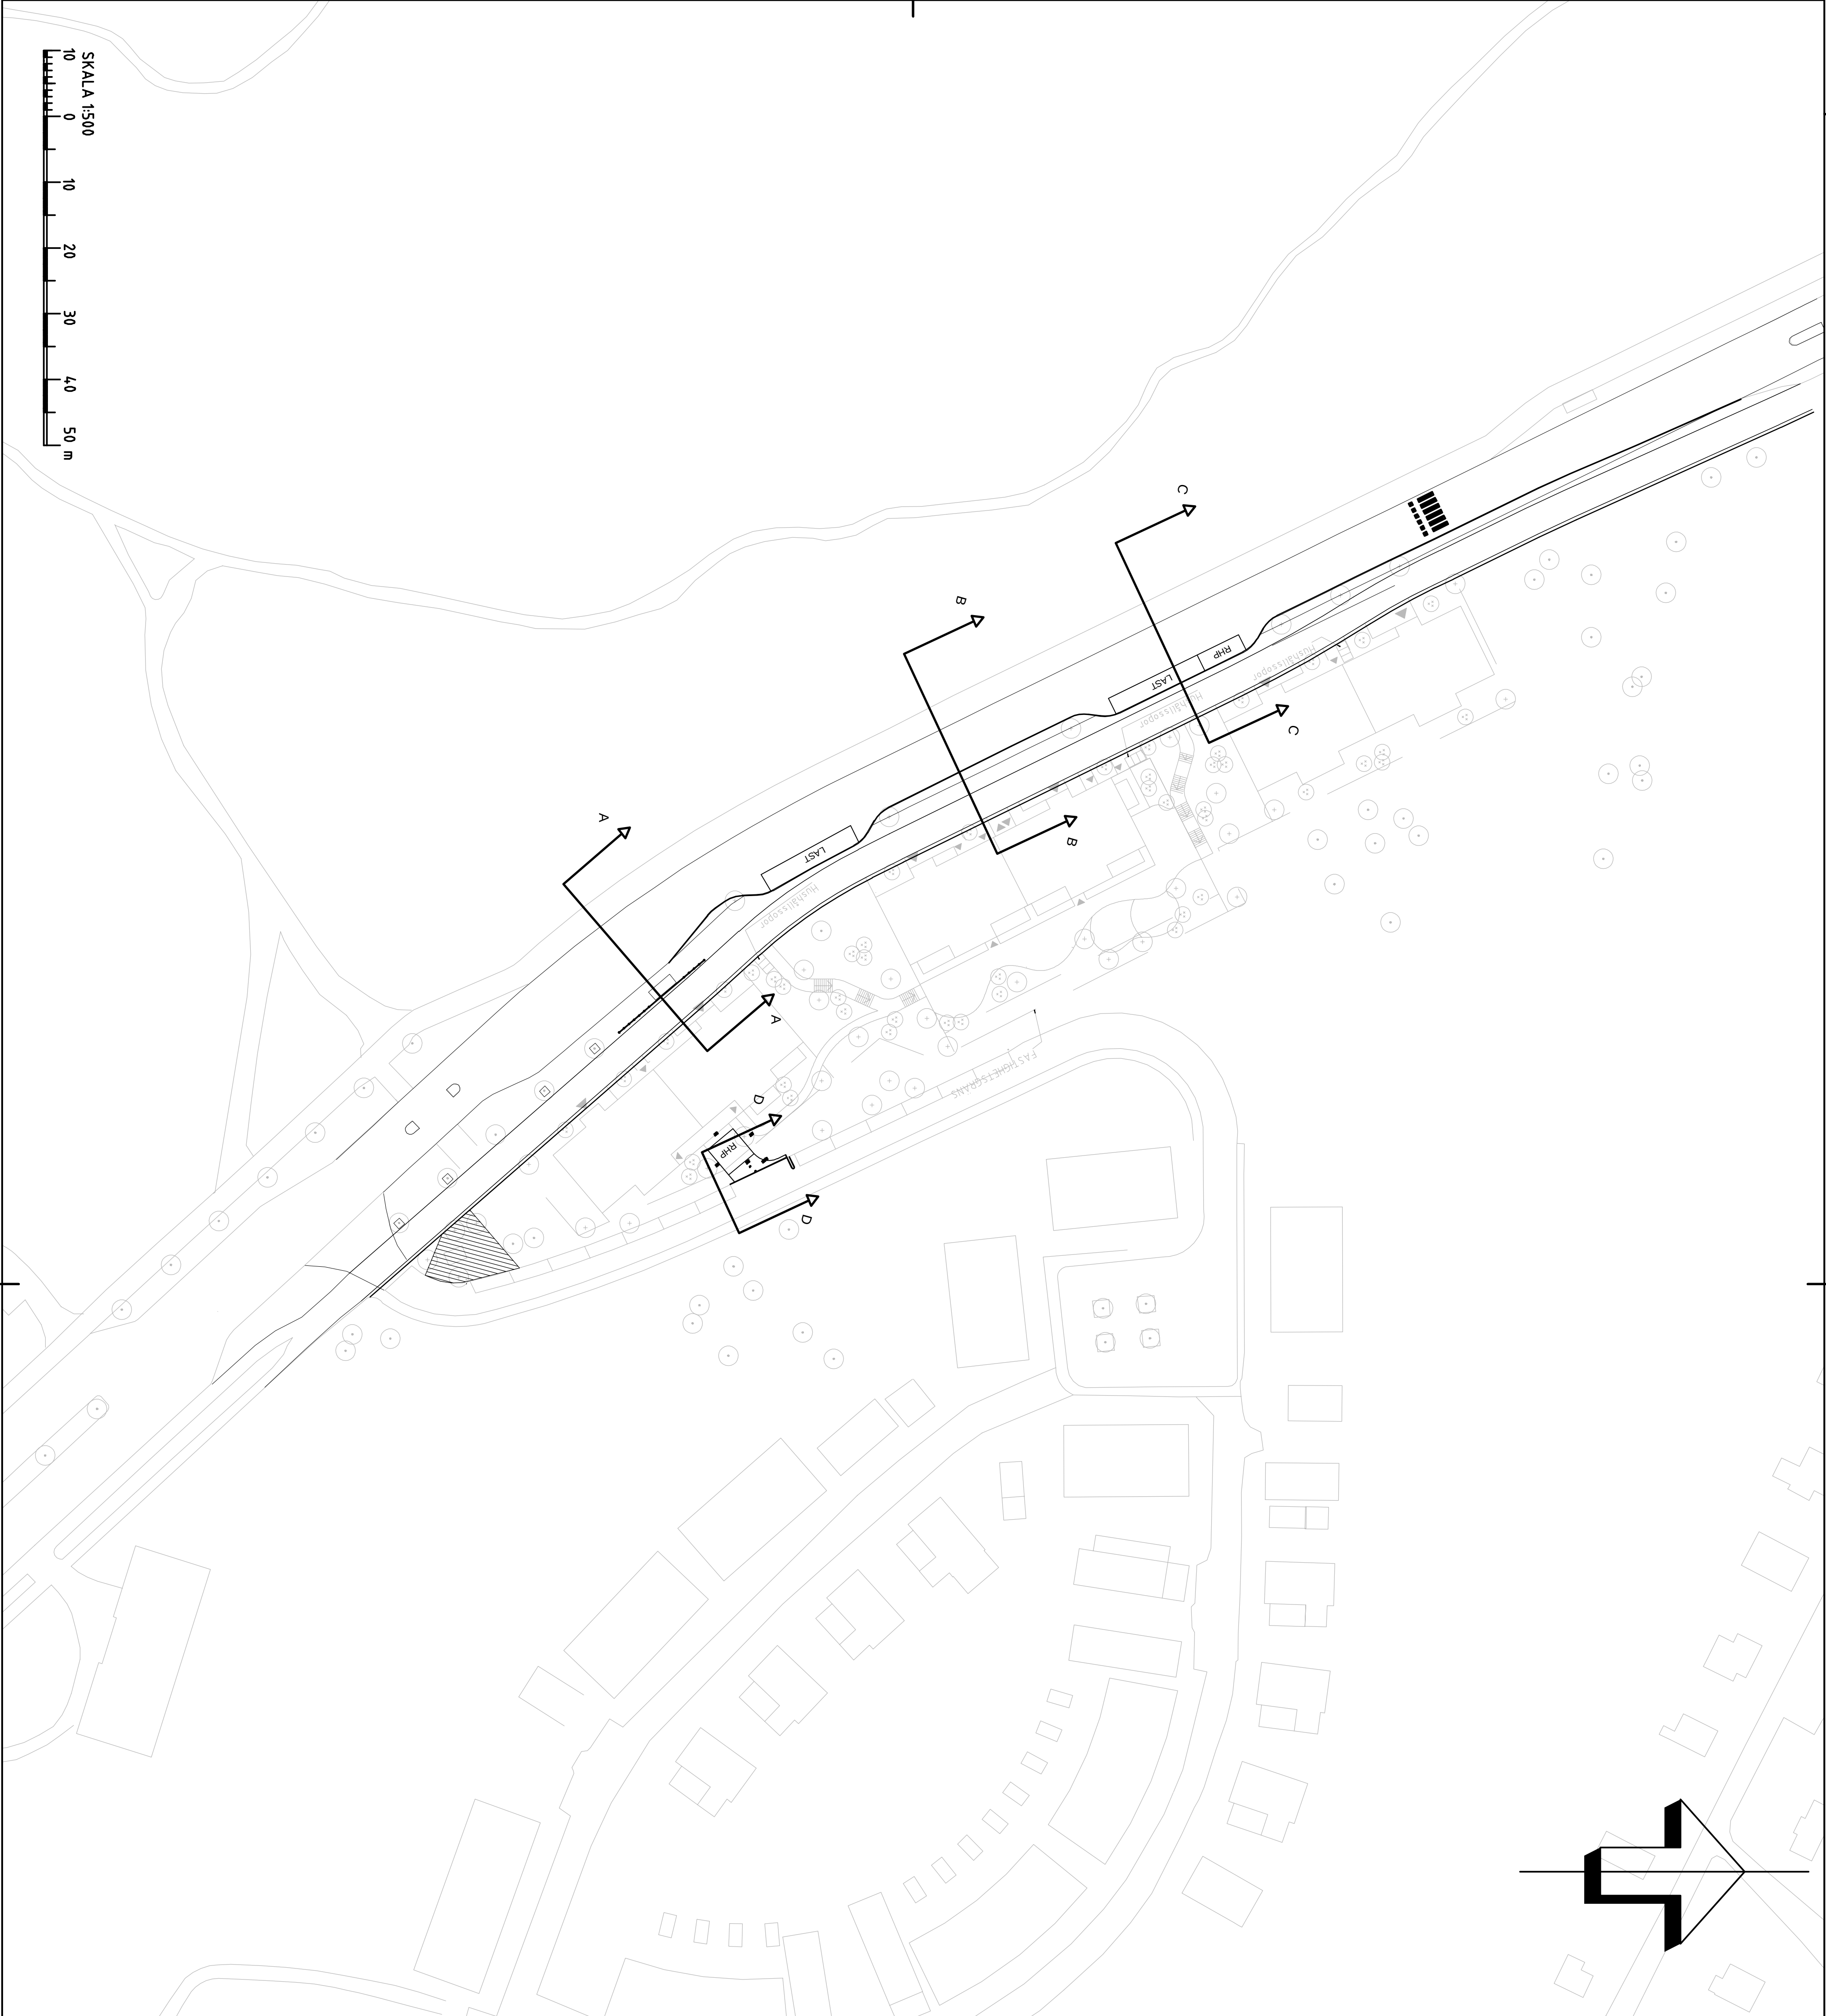 SKALA 1:500
10 0 10 20 30 40 50 m
C
RHP
Hushållssopor
B
LAST
C
Hushållssopor
A
LAST
B
Hushållssopor
A
FASTIGHETSGRÄNS
D
RHP
D